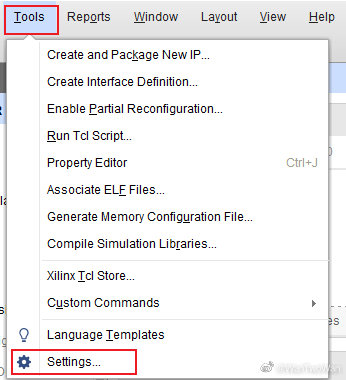 Tools Reports Window Layout View Help
Create and Package New IP...
Create Interface Definition...
Enable Partial Reconfiguration...
Run Tcl Script...
Property Editor Ctrl+J
Associate ELF Files...
Generate Memory Configuration File...
Compile Simulation Libraries...
Xilinx Tcl Store...
Custom Commands
Language Templates
Settings...